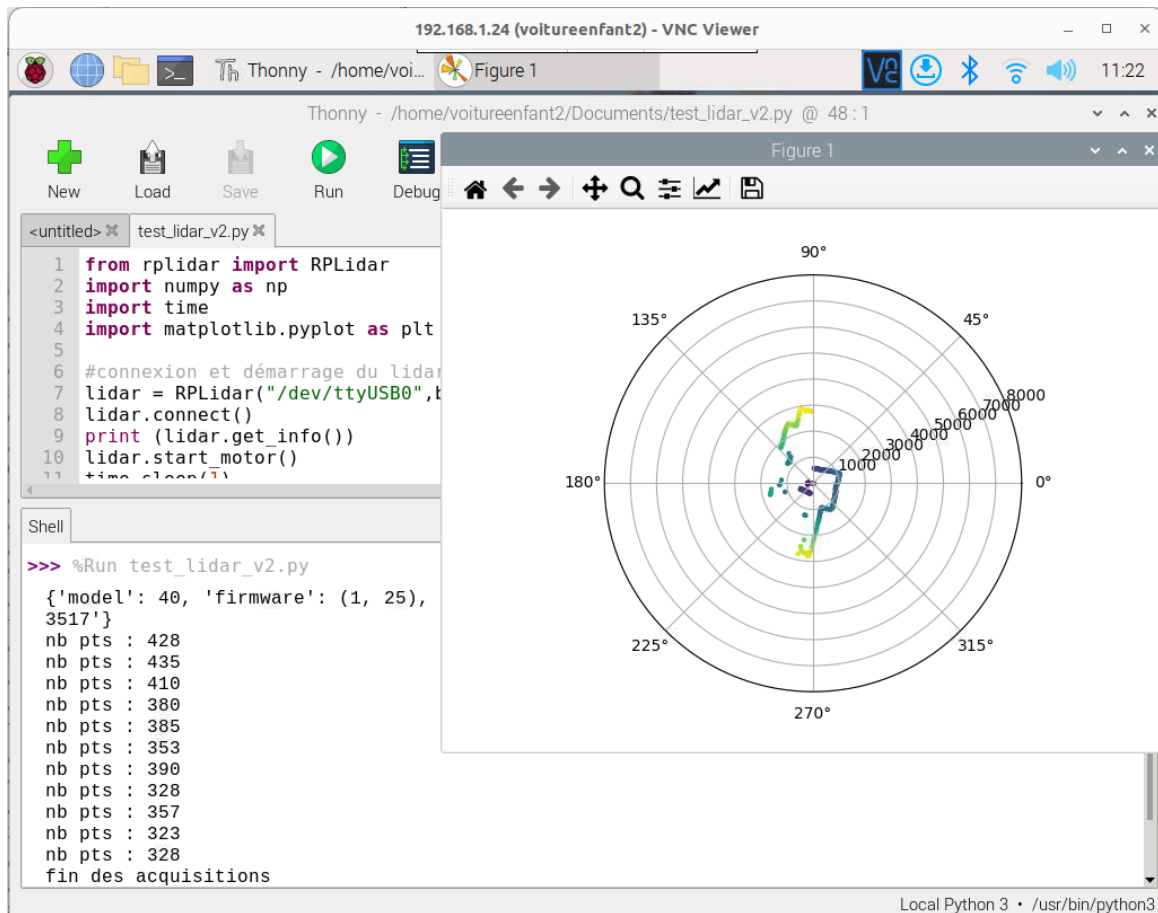 192.168.1.24 (voitureenfant2) - VNC Viewer
Thonny - /home/voi...
Figure 1
11:22
Thonny - /home/voitureenfant2/Documents/test_lidar_v2.py @ 48 : 1
New
Load
Save
Run
Debug
Figure 1
<untitled>
test_lidar_v2.py
1 from rplidar import RPLidar
2 import numpy as np
3 import time
4 import matplotlib.pyplot as plt
5
6 #connexion et démarrage du lidar
7 lidar = RPLidar("/dev/ttyUSB0",b
8 lidar.connect()
9 print (lidar.get_info())
10 lidar.start_motor()
11 time.sleep(1)
90°
135°
45°
8000
7000
6000
5000
4000
3000
2000
1000
180°
0°
225°
315°
270°
Shell
>>> %Run test_lidar_v2.py
{'model': 40, 'firmware': (1, 25),
3517'}
nb pts : 428
nb pts : 435
nb pts : 410
nb pts : 380
nb pts : 385
nb pts : 353
nb pts : 390
nb pts : 328
nb pts : 357
nb pts : 323
nb pts : 328
fin des acquisitions
Local Python 3 • /usr/bin/python3